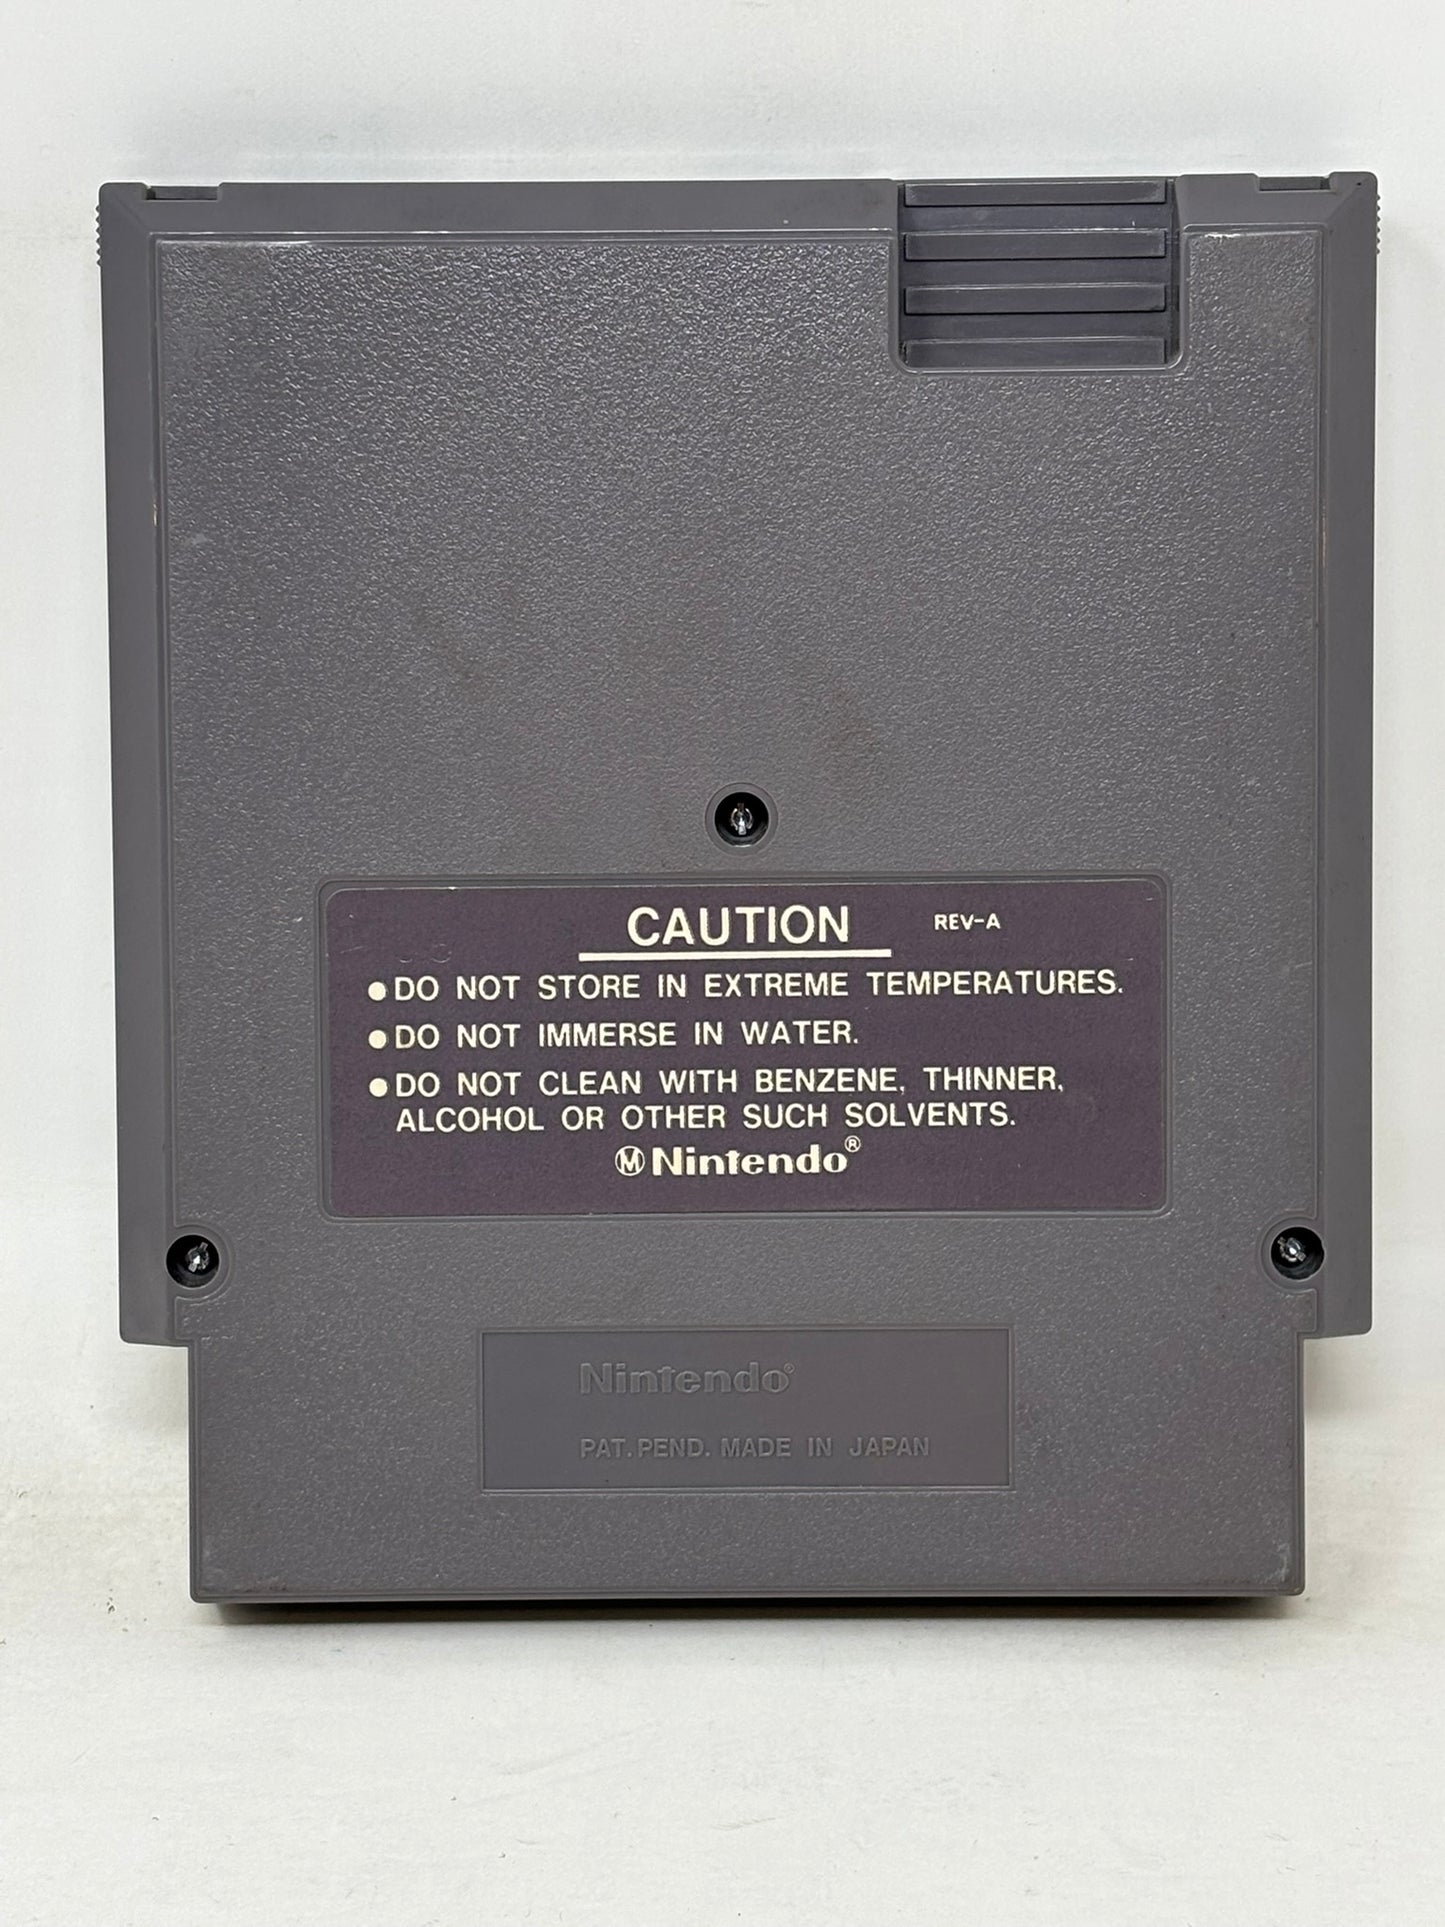 CAUTION REV-A
●DO NOT STORE IN EXTREME TEMPERATURES.
●DO NOT IMMERSE IN WATER.
●DO NOT CLEAN WITH BENZENE, THINNER,
ALCOHOL OR OTHER SUCH SOLVENTS.
Ⓜ Nintendo®
Nintendo®
PAT. PEND. MADE IN JAPAN